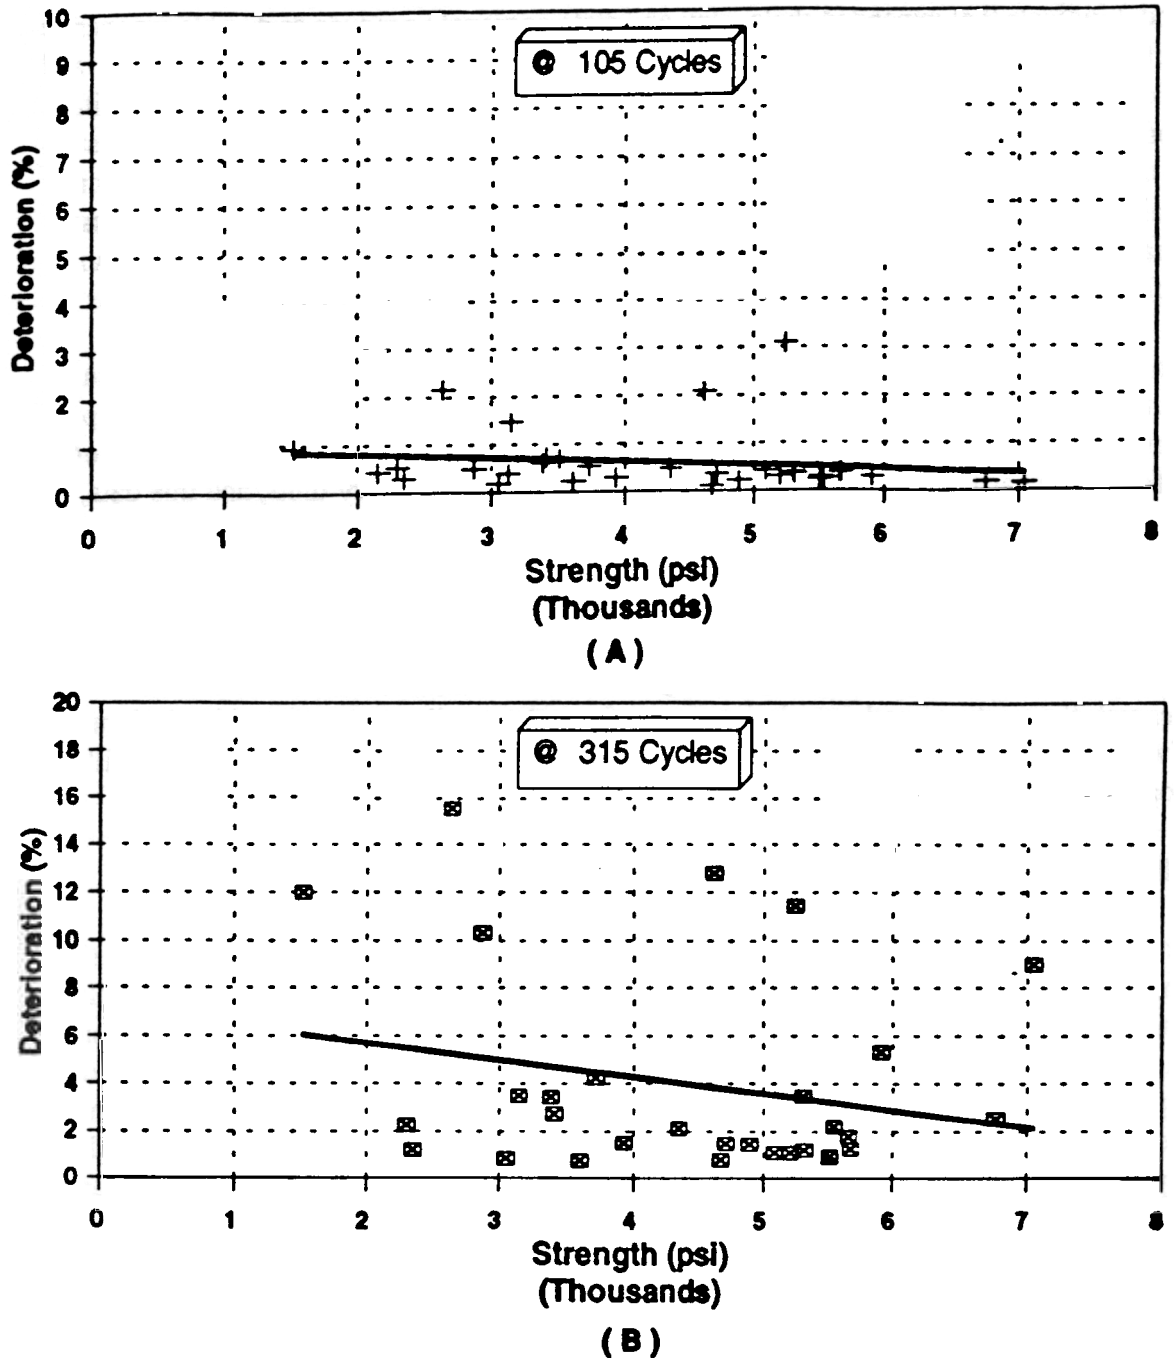 10
9
8
7
6
5
4
3
2
1
0
Deterioration (%)
@ 105 Cycles
0 1 2 3 4 5 6 7 8
Strength (psi)
(Thousands)
( A )
20
18
16
14
12
10
8
6
4
2
0
Deterioration (%)
@ 315 Cycles
0 1 2 3 4 5 6 7 8
Strength (psi)
(Thousands)
( B )